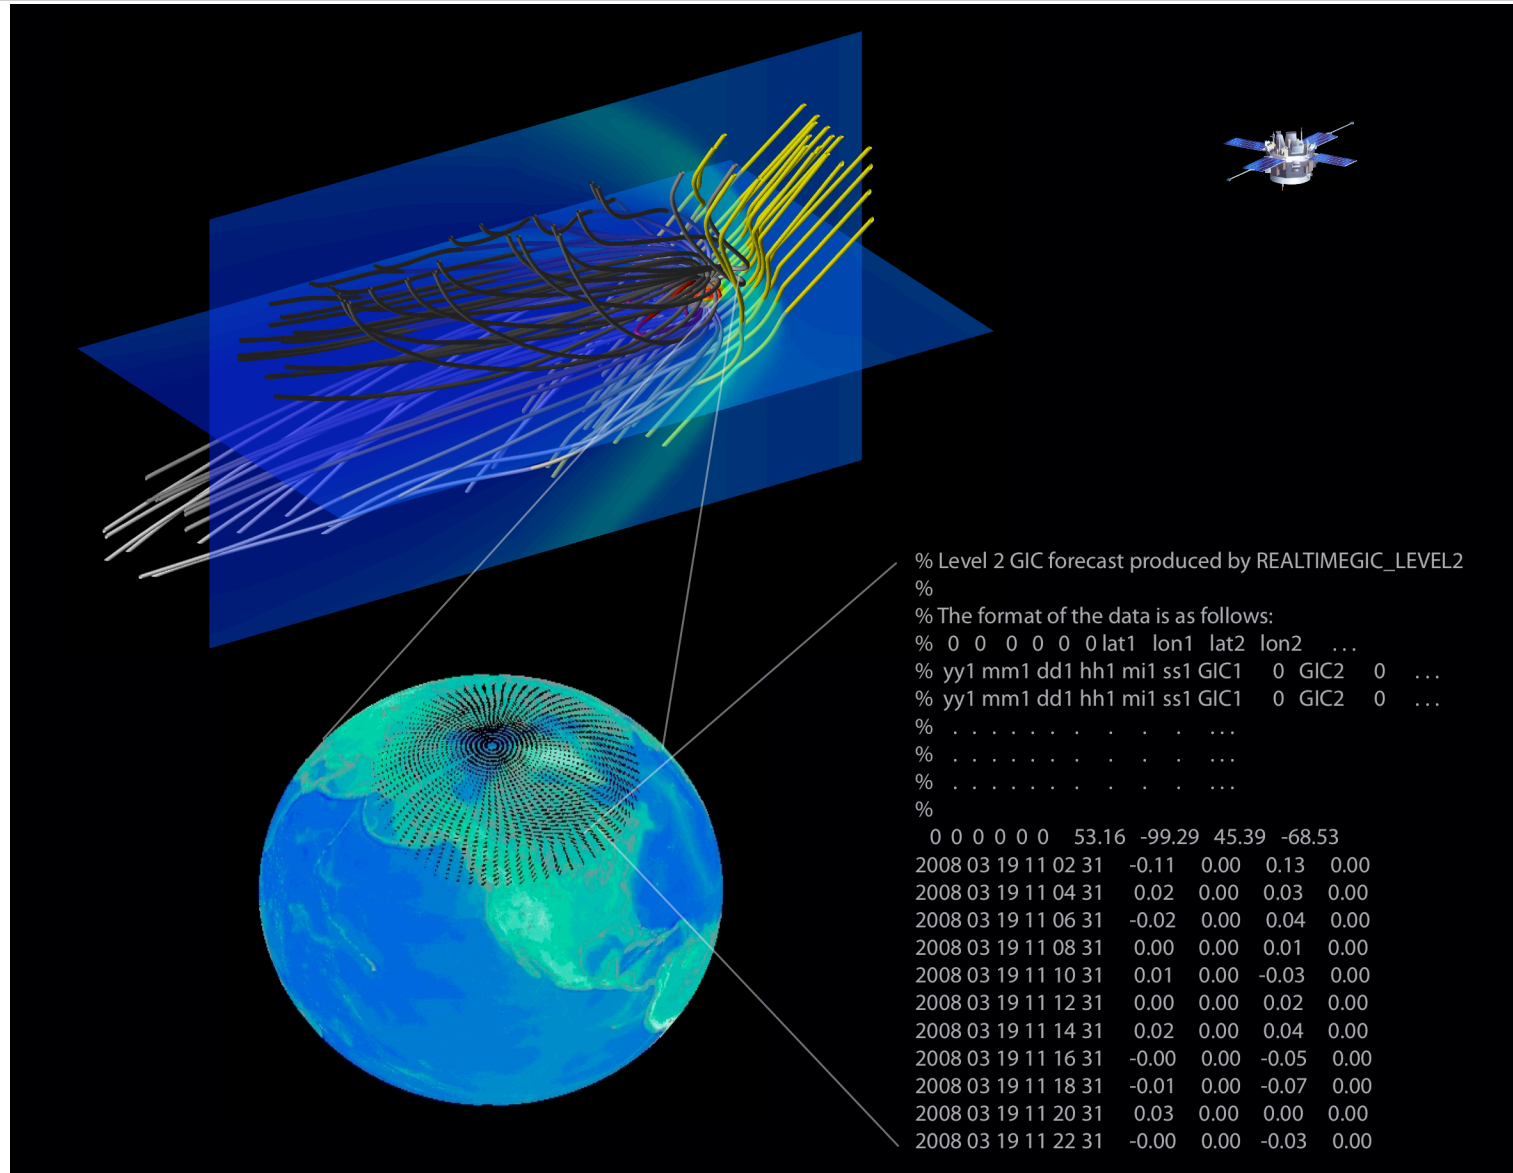 % Level 2 GIC forecast produced by REALTIMEGIC_LEVEL2
%
% The format of the data is as follows:
% 0 0 0 0 0 0 lat1 lon1 lat2 lon2 ...
% yy1 mm1 dd1 hh1 mi1 ss1 GIC1 0 GIC2 0 ...
% yy1 mm1 dd1 hh1 mi1 ss1 GIC1 0 GIC2 0 ...
% . . . . . . . . . . ...
% . . . . . . . . . . ...
% . . . . . . . . . . ...
%
0 0 0 0 0 0 53.16 -99.29 45.39 -68.53
2008 03 19 11 02 31 -0.11 0.00 0.13 0.00
2008 03 19 11 04 31 0.02 0.00 0.03 0.00
2008 03 19 11 06 31 -0.02 0.00 0.04 0.00
2008 03 19 11 08 31 0.00 0.00 0.01 0.00
2008 03 19 11 10 31 0.01 0.00 -0.03 0.00
2008 03 19 11 12 31 0.00 0.00 0.02 0.00
2008 03 19 11 14 31 0.02 0.00 0.04 0.00
2008 03 19 11 16 31 -0.00 0.00 -0.05 0.00
2008 03 19 11 18 31 -0.01 0.00 -0.07 0.00
2008 03 19 11 20 31 0.03 0.00 0.00 0.00
2008 03 19 11 22 31 -0.00 0.00 -0.03 0.00